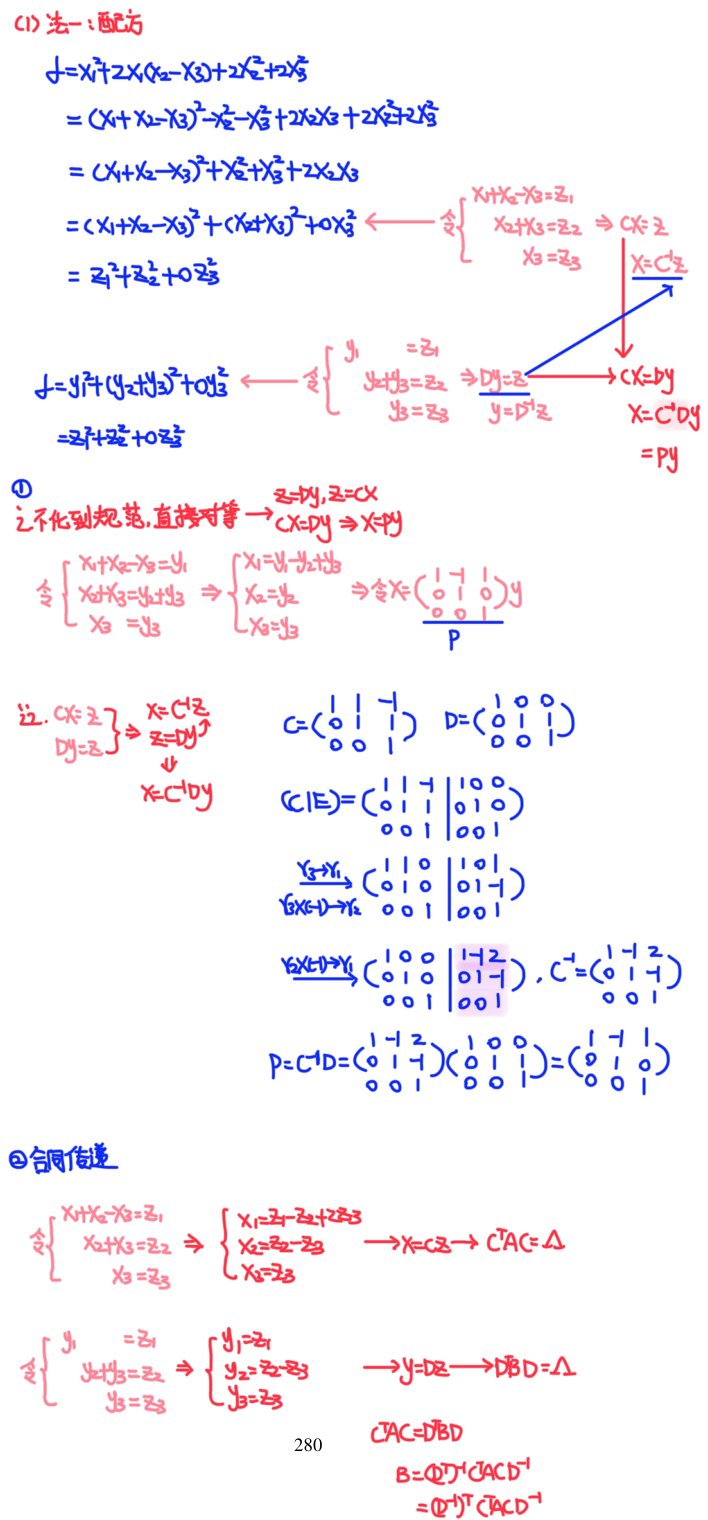 (1) 法一:配方
f=x₁²+2x₁(x₂-x₃)+2x₂²+2x₃²
=(x₁+x₂-x₃)²-x₂²-x₃²+2x₂x₃+2x₂²+2x₃²
=(x₁+x₂-x₃)²+x₂²+x₃²+2x₂x₃
=(x₁+x₂-x₃)²+(x₂+x₃)²+0x₃² ← 令 { x₁+x₂-x₃=z₁
x₂+x₃=z₂ ⇒ Cx=z
x₃=z₃
x=C⁻¹z
=z₁²+z₂²+0z₃²
f=y₁²+(y₂+y₃)²+0y₃² ← 令 { y₁=z₁
y₂+y₃=z₂ ⇒ Dy=z → Cx=Dy
y₃=z₃
y=D⁻¹z
x=C⁻¹Dy
=Py
=z₁²+z₂²+0z₃²
①
不化到规范,直接对等 → z=Dy, z=Cx
Cx=Dy ⇒ x=Py
令 { x₁+x₂-x₃=y₁
x₂+x₃=y₂+y₃
x₃=y₃
⇒ { x₁=y₁-y₂+y₃
x₂=y₂
x₃=y₃
⇒ 令x=( 1 -1 1
0 1 0
0 0 1 )y
P
注. Cx=z
Dy=z } ⇒ x=C⁻¹z
z=Dy
⇓
x=C⁻¹Dy
C=( 1 1 -1
0 1 1
0 0 1 )
D=( 1 0 0
0 1 1
0 0 1 )
(C|E)=( 1 1 -1 | 1 0 0
0 1 1 | 0 1 0
0 0 1 | 0 0 1 )
r₃→r₁
r₃×(-1)→r₂
( 1 1 0 | 1 0 1
0 1 0 | 0 1 -1
0 0 1 | 0 0 1 )
r₂×(-1)→r₁
( 1 0 0 | 1 -1 2
0 1 0 | 0 1 -1
0 0 1 | 0 0 1 )
, C⁻¹=( 1 -1 2
0 1 -1
0 0 1 )
P=C⁻¹D=( 1 -1 2
0 1 -1
0 0 1 )
( 1 0 0
0 1 1
0 0 1 )
=( 1 -1 1
0 1 0
0 0 1 )
②合同传递
令 { x₁+x₂-x₃=z₁
x₂+x₃=z₂
x₃=z₃
⇒ { x₁=z₁-z₂+2z₃
x₂=z₂-z₃
x₃=z₃
→ x=Cz → CᵀAC=Λ
令 { y₁=z₁
y₂+y₃=z₂
y₃=z₃
⇒ { y₁=z₁
y₂=z₂-z₃
y₃=z₃
→ y=Dz → DᵀBD=Λ
CᵀAC=DᵀBD
B=(Dᵀ)⁻¹CᵀACD⁻¹
=(D⁻¹)ᵀCᵀACD⁻¹
280